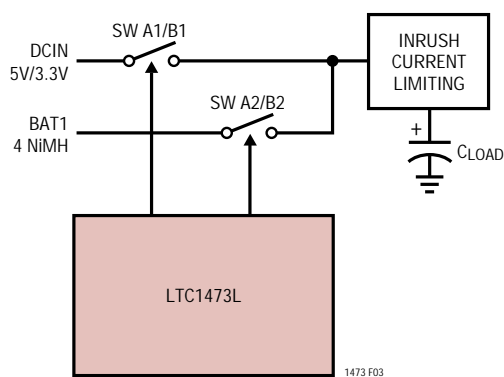 SW A1/B1
DCIN
5V/3.3V
SW A2/B2
BAT1
4 NiMH
INRUSH
CURRENT
LIMITING
+
CLOAD
LTC1473L
1473 F03